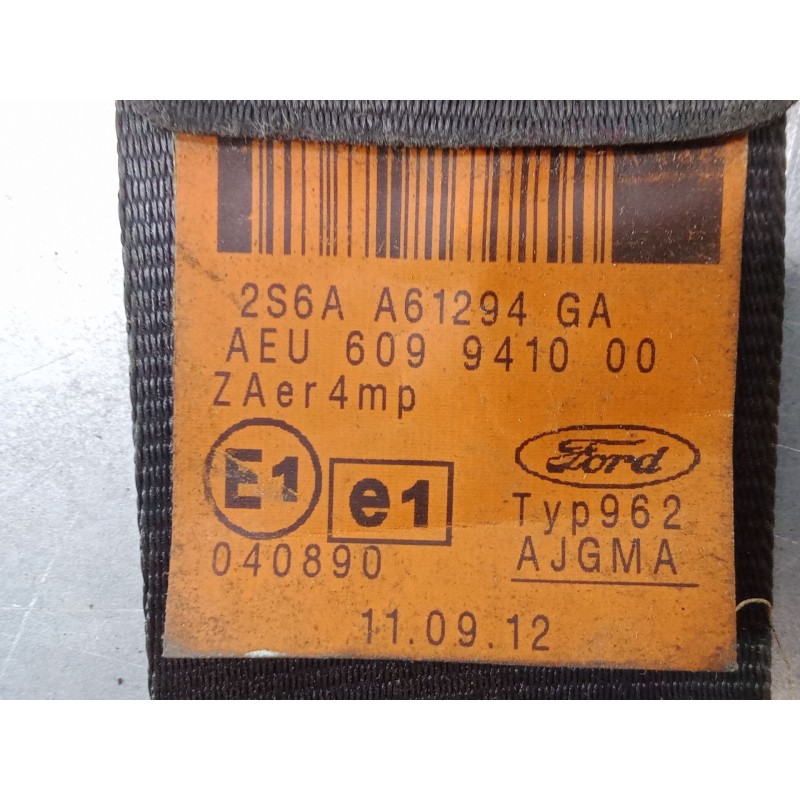 2S6A A61294 GA
AEU 609 9410 00
ZAer4mp
E1 e1 Ford
Typ962
040890 AJGMA
11.09.12